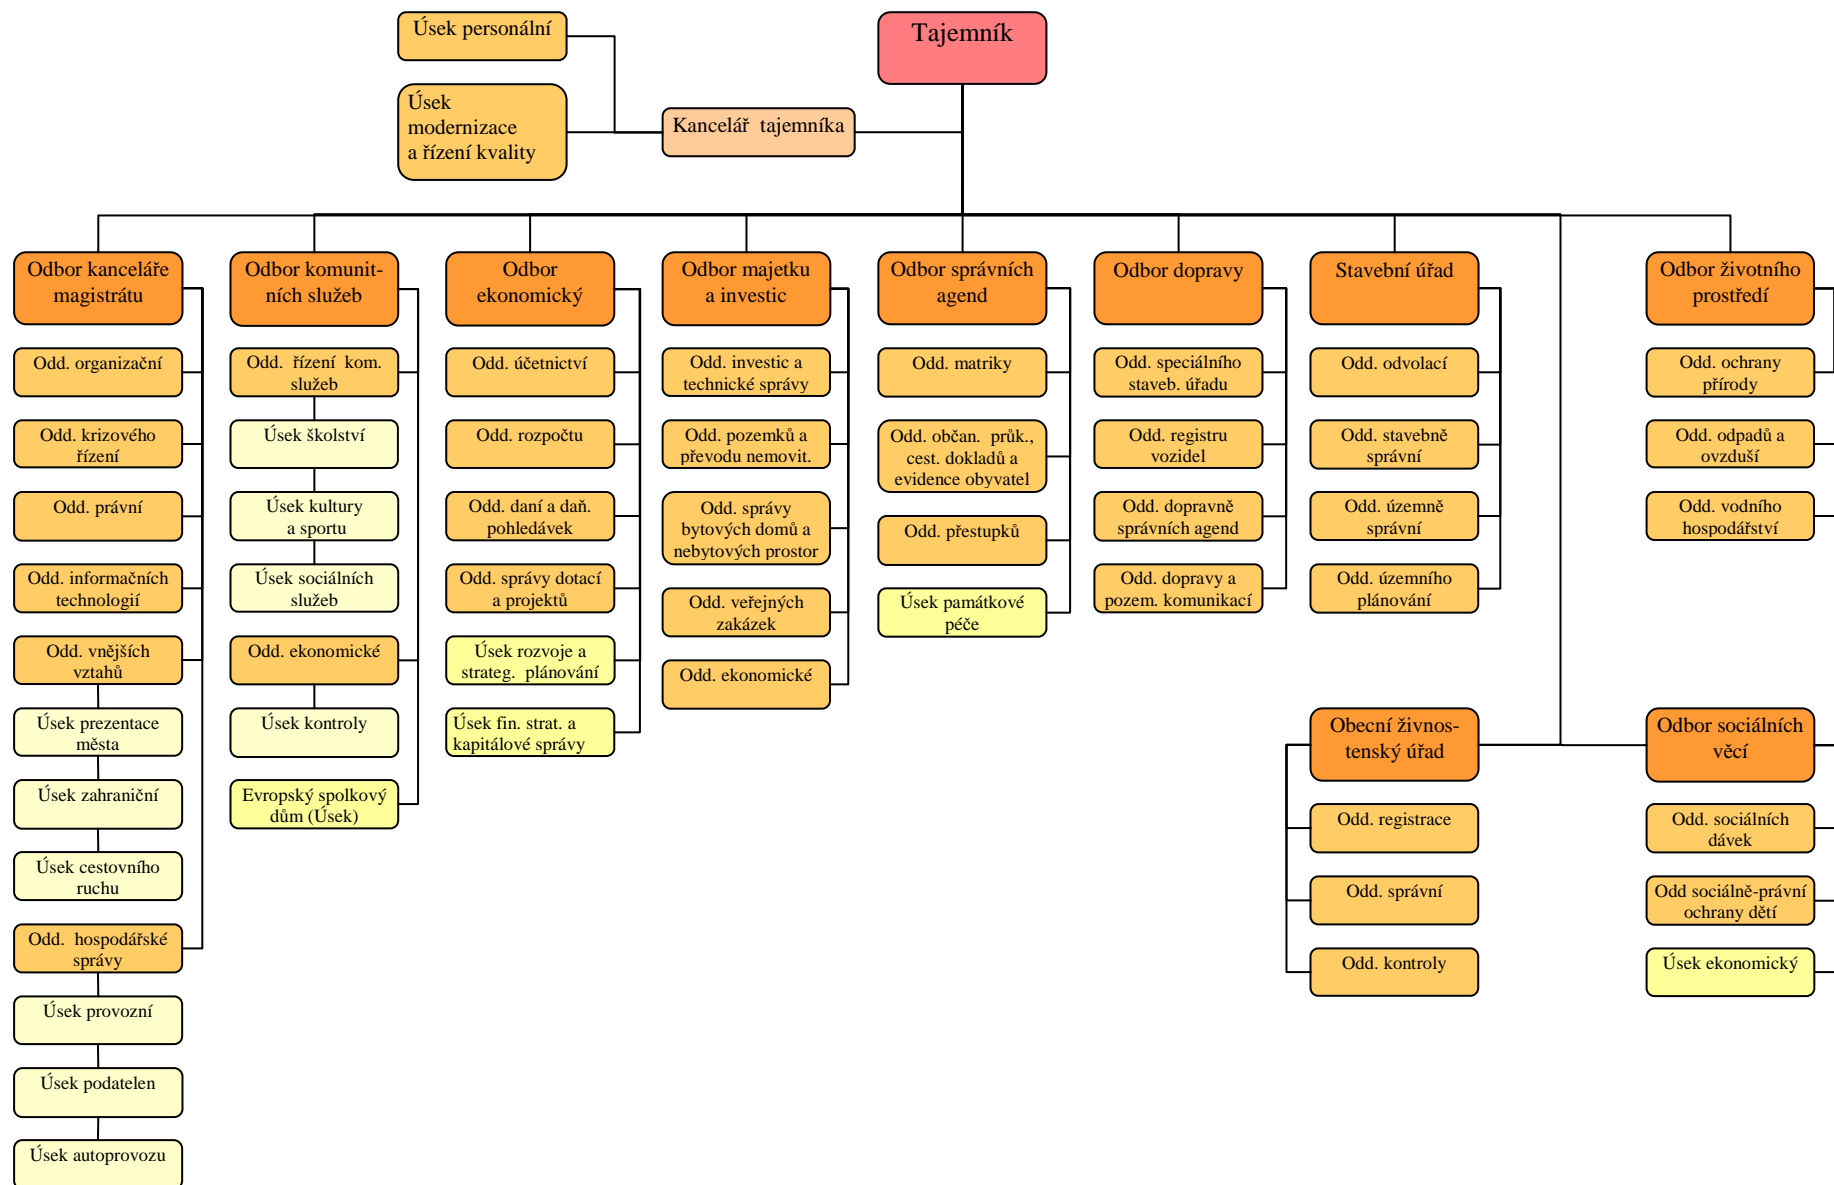 Úsek personální
Tajemník
Úsek
modernizace
a řízení kvality
Kancelář tajemníka
Odbor kanceláře
magistrátu
Odd. organizační
Odd. krizového
řízení
Odd. právní
Odd. informačních
technologií
Odd. vnějších
vztahů
Úsek prezentace
města
Úsek zahraniční
Úsek cestovního
ruchu
Odd. hospodářské
správy
Úsek provozní
Úsek podatelen
Úsek autoprovozu
Odbor komunit-
ních služeb
Odd. řízení kom.
služeb
Úsek školství
Úsek kultury
a sportu
Úsek sociálních
služeb
Odd. ekonomické
Úsek kontroly
Evropský spolkový
dům (Úsek)
Odbor
ekonomický
Odd. účetnictví
Odd. rozpočtu
Odd. daní a daň.
pohledávek
Odd. správy dotací
a projektů
Úsek rozvoje a
strateg. plánování
Úsek fin. strat. a
kapitálové správy
Odbor majetku
a investic
Odd. investic a
technické správy
Odd. pozemků a
převodu nemovit.
Odd. správy
bytových domů a
nebytových prostor
Odd. veřejných
zakázek
Odd. ekonomické
Odbor správních
agend
Odd. matriky
Odd. občan. průk.,
cest. dokladů a
evidence obyvatel
Odd. přestupků
Úsek památkové
péče
Odbor dopravy
Odd. speciálního
staveb. úřadu
Odd. registru
vozidel
Odd. dopravně
správních agend
Odd. dopravy a
pozem. komunikací
Stavební úřad
Odd. odvolací
Odd. stavebně
správní
Odd. územně
správní
Odd. územního
plánování
Obecní živnos-
tenský úřad
Odd. registrace
Odd. správní
Odd. kontroly
Odbor životního
prostředí
Odd. ochrany
přírody
Odd. odpadů a
ovzduší
Odd. vodního
hospodářství
Odbor sociálních
věcí
Odd. sociálních
dávek
Odd sociálně-právní
ochrany dětí
Úsek ekonomický